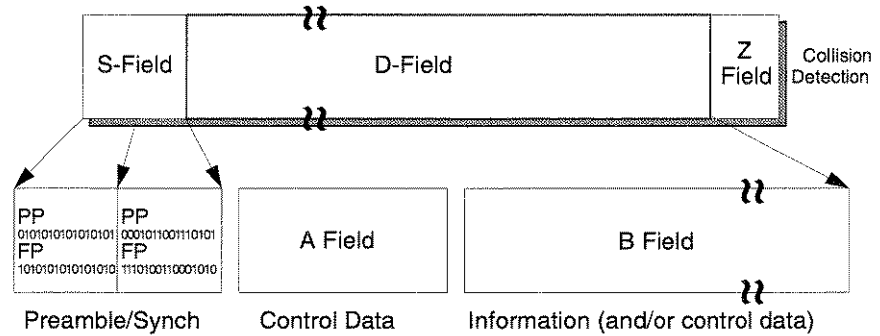 S-Field
D-Field
Z
Field
Collision
Detection
PP
0101010101010101
FP
1010101010101010
PP
0001011001110101
FP
1110100110001010
A Field
B Field
Preamble/Synch
Control Data
Information (and/or control data)